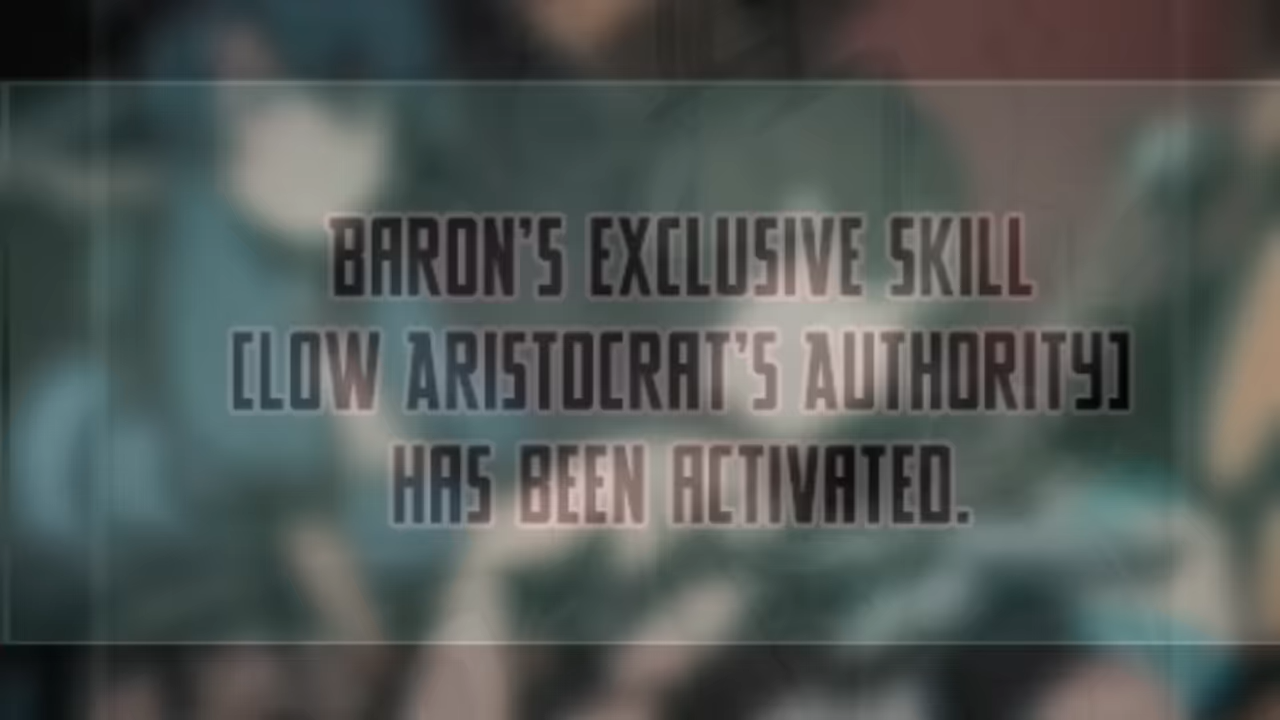 BARON'S EXCLUSIVE SKILL
[LOW ARISTOCRAT'S AUTHORITY]
HAS BEEN ACTIVATED.